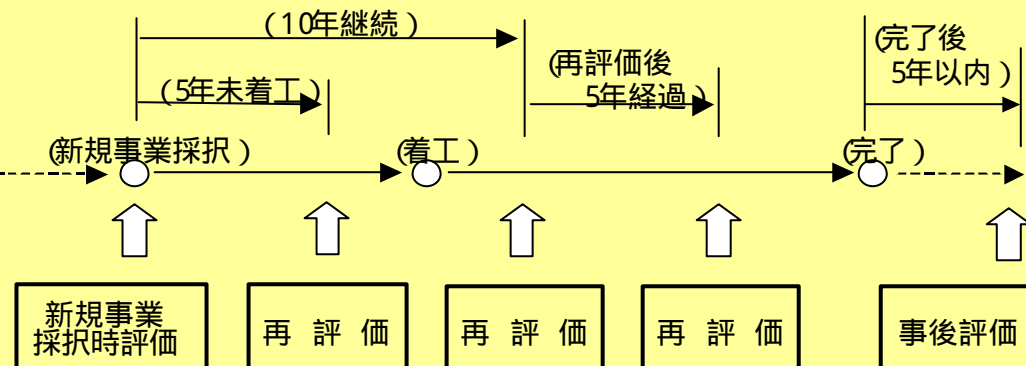 （10年継続）
（5年未着工）
（再評価後
5年経過）
（完了後
5年以内）
（新規事業採択）
（着工）
（完了）
新規事業
採択時評価
再 評 価
再 評 価
再 評 価
事後評価